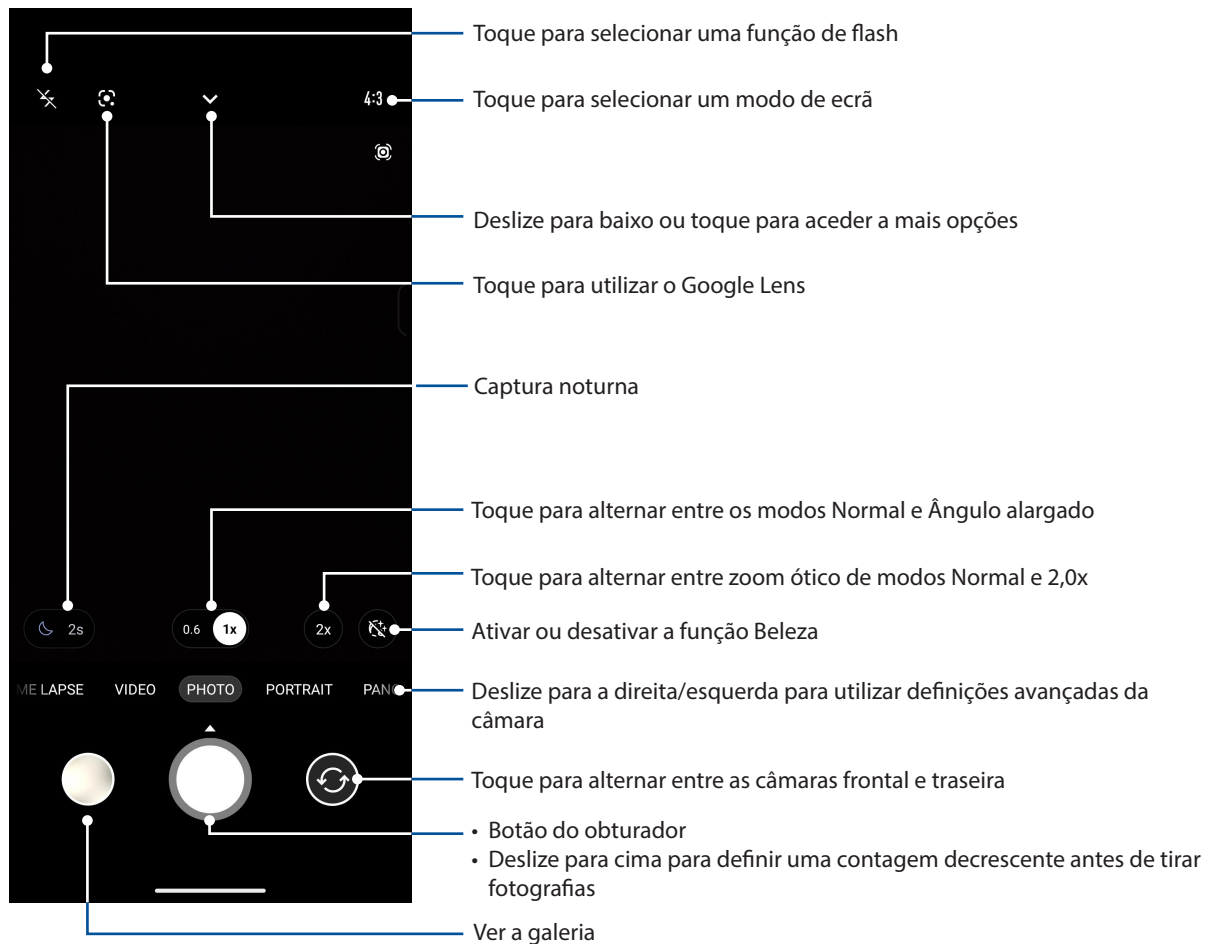 Toque para selecionar uma função de flash
4:3
Toque para selecionar um modo de ecrã
Deslize para baixo ou toque para aceder a mais opções
Toque para utilizar o Google Lens
Captura noturna
Toque para alternar entre os modos Normal e Ângulo alargado
Toque para alternar entre zoom ótico de modos Normal e 2,0x
2s
0.6 1x
2x
Ativar ou desativar a função Beleza
ME LAPSE VIDEO PHOTO PORTRAIT PANO
Deslize para a direita/esquerda para utilizar definições avançadas da
câmara
Toque para alternar entre as câmaras frontal e traseira
• Botão do obturador
• Deslize para cima para definir uma contagem decrescente antes de tirar
fotografias
Ver a galeria